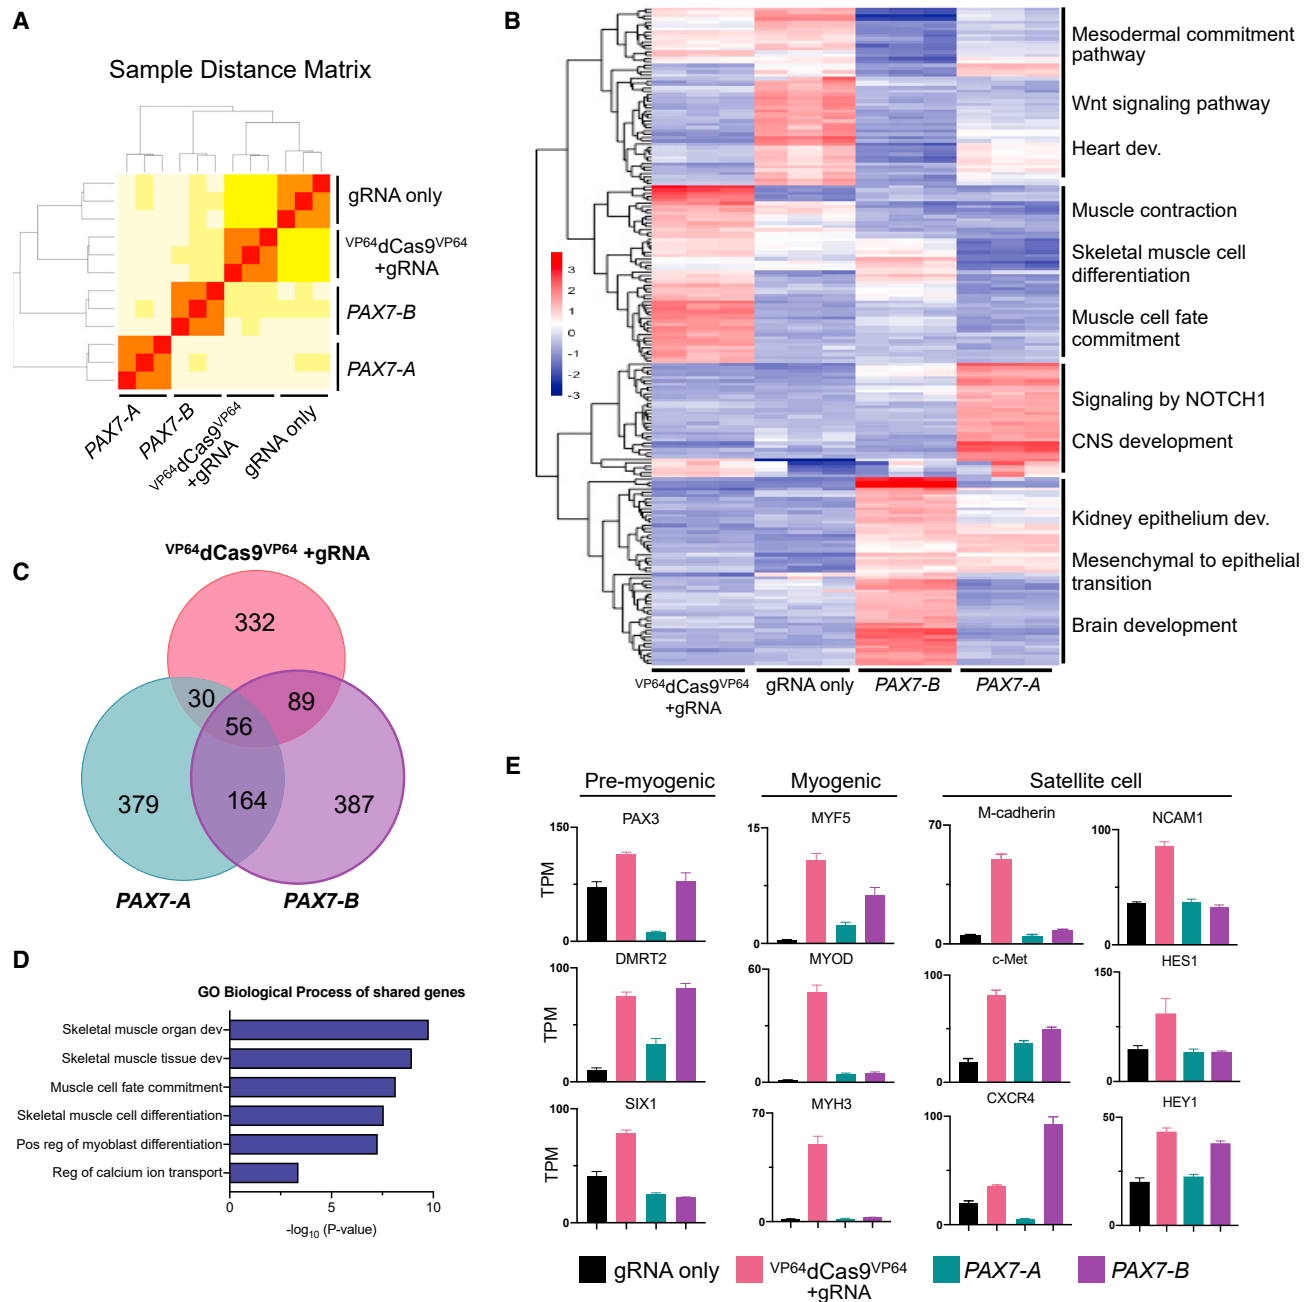 A
Sample Distance Matrix
gRNA only
VP64dCas9VP64
+gRNA
PAX7-B
PAX7-A
PAX7-A
PAX7-B
VP64dCas9VP64
+gRNA
gRNA only
B
Mesodermal commitment
pathway
Wnt signaling pathway
Heart dev.
Muscle contraction
Skeletal muscle cell
differentiation
Muscle cell fate
commitment
Signaling by NOTCH1
CNS development
Kidney epithelium dev.
Mesenchymal to epithelial
transition
Brain development
3
2
1
0
-1
-2
-3
VP64dCas9VP64
+gRNA
gRNA only
PAX7-B
PAX7-A
C
VP64dCas9VP64 +gRNA
332
30
89
56
379
164
387
PAX7-A
PAX7-B
D
GO Biological Process of shared genes
Skeletal muscle organ dev
Skeletal muscle tissue dev
Muscle cell fate commitment
Skeletal muscle cell differentiation
Pos reg of myoblast differentiation
Reg of calcium ion transport
0
5
10
-log10 (P-value)
E
Pre-myogenic
Myogenic
Satellite cell
PAX3
150
TPM
0
MYF5
15
0
M-cadherin
70
0
NCAM1
100
0
DMRT2
100
TPM
0
MYOD
60
0
c-Met
100
0
HES1
150
0
SIX1
100
TPM
0
MYH3
70
0
CXCR4
100
0
HEY1
50
0
gRNA only
VP64dCas9VP64
+gRNA
PAX7-A
PAX7-B